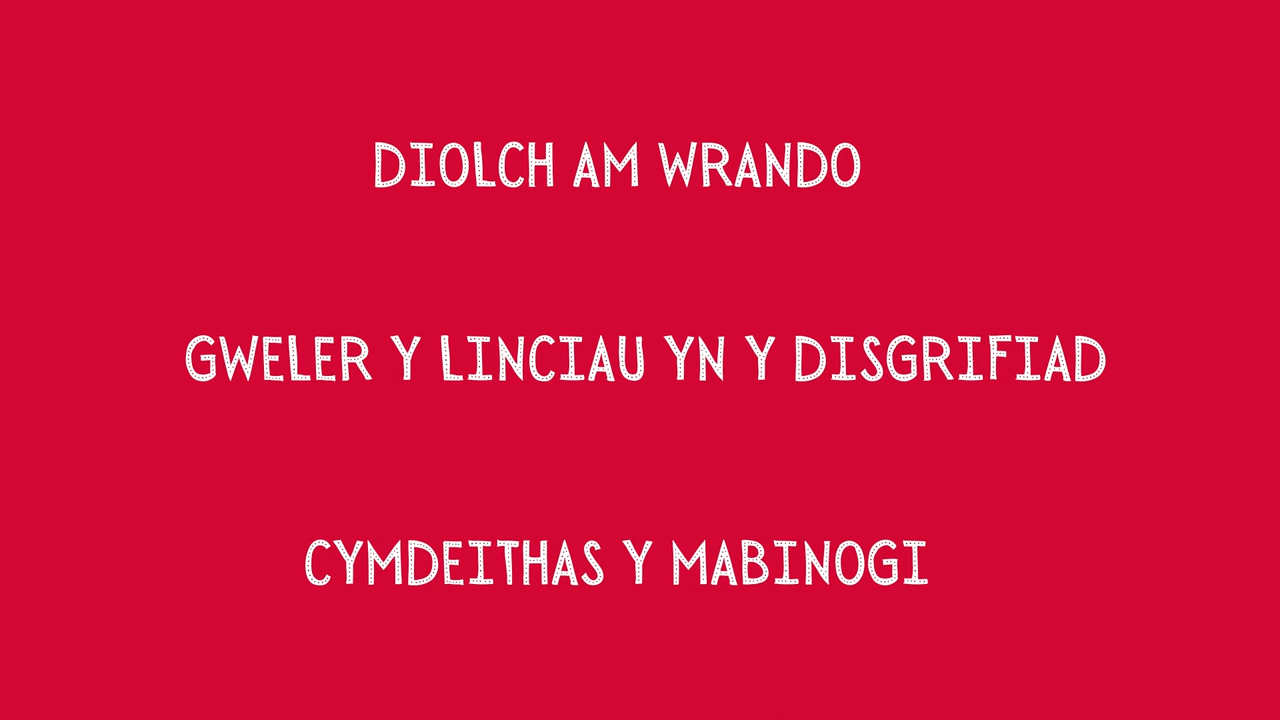 DIOLCH AM WRANDO
GWELER Y LINCIAU YN Y DISGRIFIAD
CYMDEITHAS Y MABINOGI